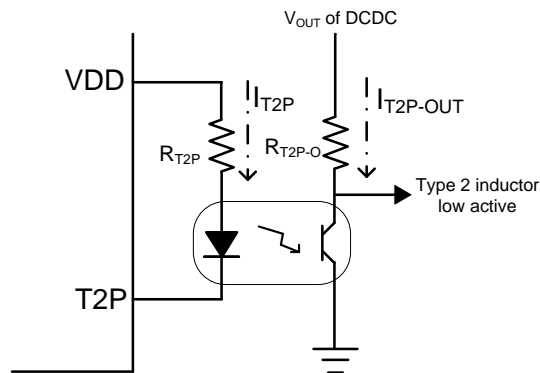 VOUT of DCDC
VDD
IT2P
IT2P-OUT
RT2P
RT2P-O
Type 2 inductor
low active
T2P